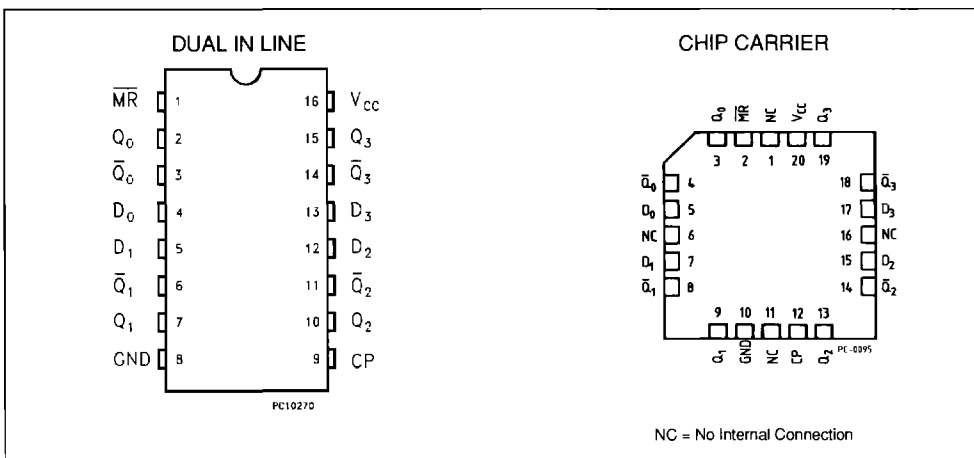 DUAL IN LINE
M̅R̅ 1 16 V_CC
Q₀ 2 15 Q₃
Q̅₀ 3 14 Q̅₃
D₀ 4 13 D₃
D₁ 5 12 D₂
Q̅₁ 6 11 Q̅₂
Q₁ 7 10 Q₂
GND 8 9 CP
PC10270
CHIP CARRIER
Q₀ M̅R̅ NC V_CC Q₃
3 2 1 20 19
Q̅₀ 4 18 Q̅₃
D₀ 5 17 D₃
NC 6 16 NC
D₁ 7 15 D₂
Q̅₁ 8 14 Q̅₂
9 10 11 12 13
Q₁ GND NC CP Q₂
PC-0095
NC = No Internal Connection